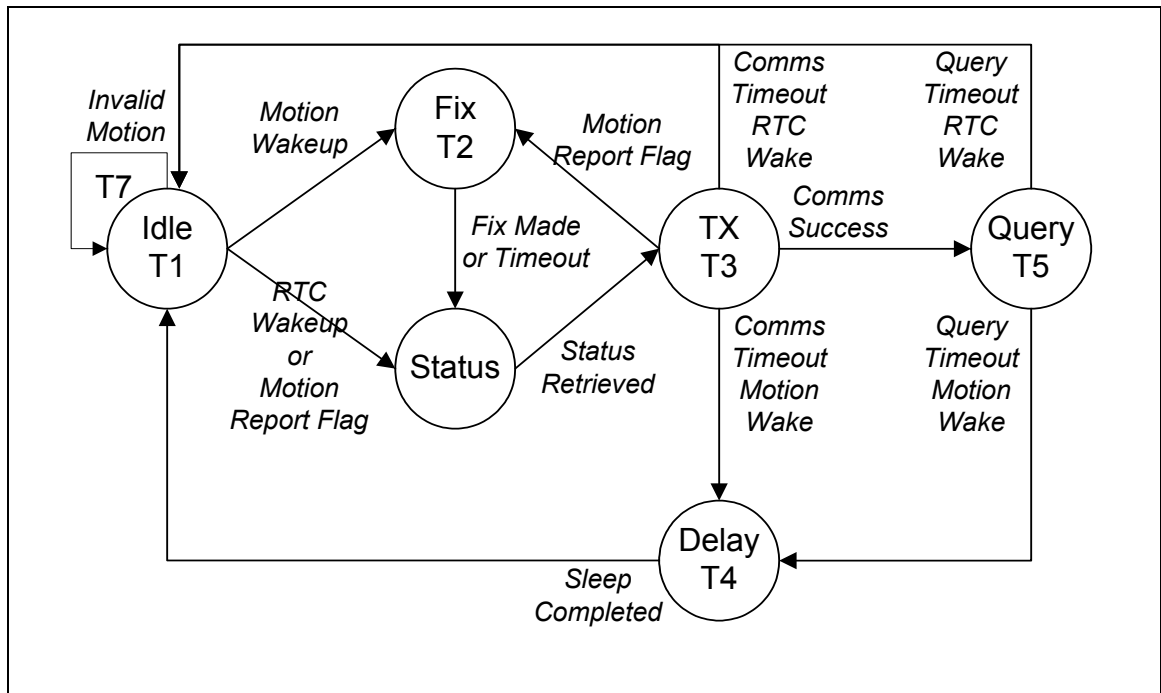 Invalid
Motion
T7
Idle
T1
Motion
Wakeup
Fix
T2
Motion
Report Flag
Fix Made
or Timeout
RTC
Wakeup
or
Motion
Report Flag
Status
Status
Retrieved
TX
T3
Comms
Timeout
RTC
Wake
Comms
Success
Query
Timeout
RTC
Wake
Query
T5
Comms
Timeout
Motion
Wake
Query
Timeout
Motion
Wake
Delay
T4
Sleep
Completed